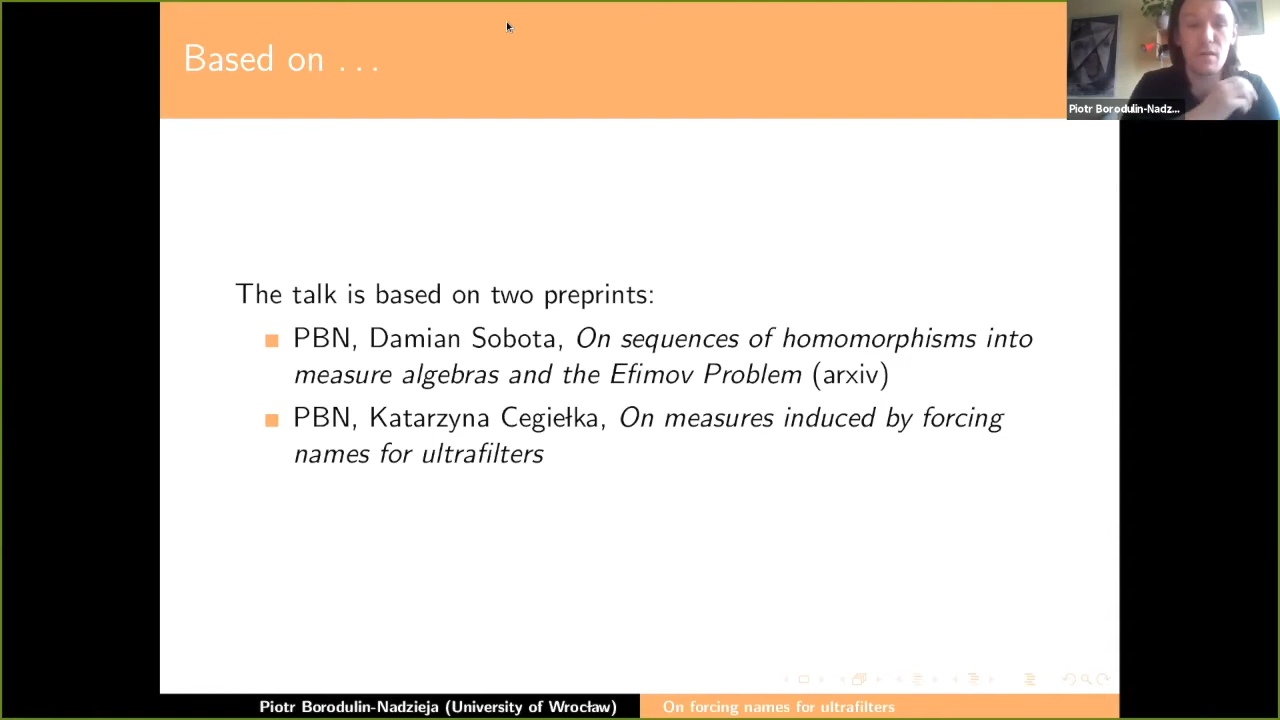 Based on . . .
Piotr Borodulin-Nadz...
The talk is based on two preprints:
PBN, Damian Sobota, On sequences of homomorphisms into
measure algebras and the Efimov Problem (arxiv)
PBN, Katarzyna Cegiełka, On measures induced by forcing
names for ultrafilters
Piotr Borodulin-Nadzieja (University of Wrocław)
On forcing names for ultrafilters